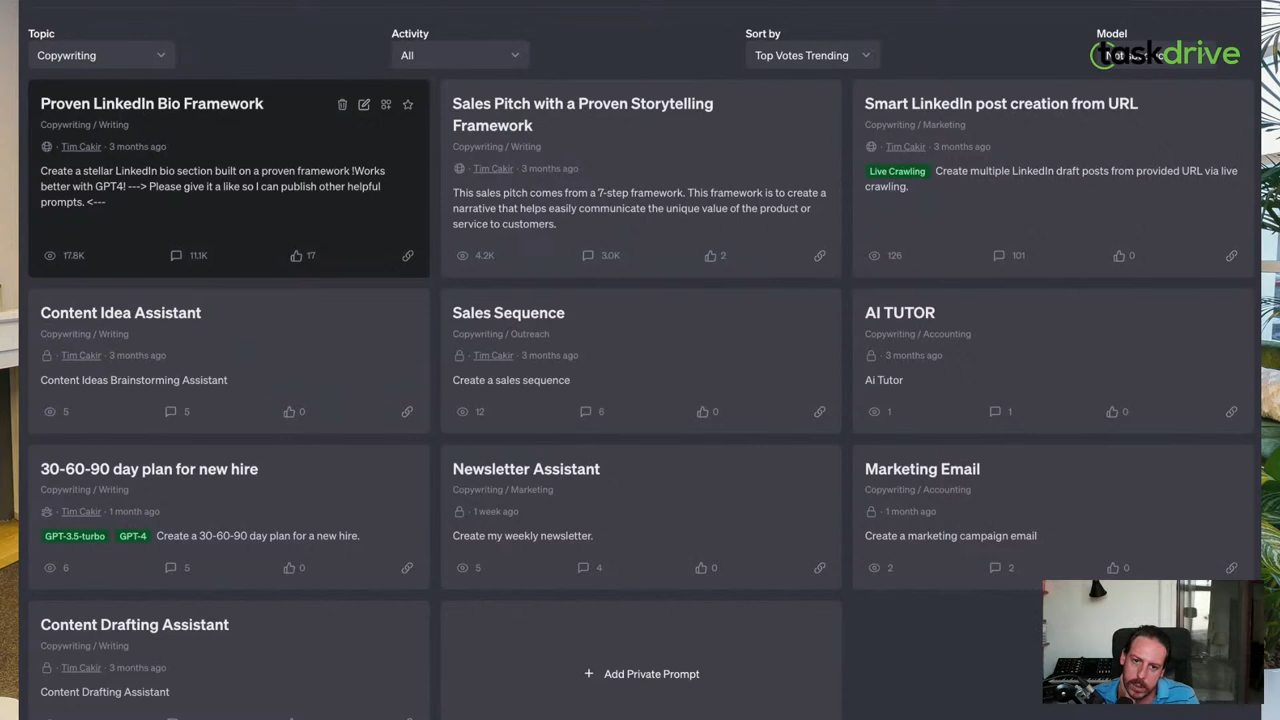 Topic
Activity
Sort by
Model
Copywriting
All
Top Votes Trending
taskdrive
Proven LinkedIn Bio Framework
Copywriting / Writing
· Tim Cakir · 3 months ago
Create a stellar LinkedIn bio section built on a proven framework !Works
better with GPT4! ---> Please give it a like so I can publish other helpful
prompts. <---
17.8K
11.1K
17
Sales Pitch with a Proven Storytelling
Framework
Copywriting / Writing
· Tim Cakir · 3 months ago
This sales pitch comes from a 7-step framework. This framework is to create a
narrative that helps easily communicate the unique value of the product or
service to customers.
4.2K
3.0K
2
Smart LinkedIn post creation from URL
Copywriting / Marketing
· Tim Cakir · 3 months ago
Live Crawling Create multiple LinkedIn draft posts from provided URL via live
crawling.
126
101
0
Content Idea Assistant
Copywriting / Writing
· Tim Cakir · 3 months ago
Content Ideas Brainstorming Assistant
5
5
0
Sales Sequence
Copywriting / Outreach
· Tim Cakir · 3 months ago
Create a sales sequence
12
6
0
AI TUTOR
Copywriting / Accounting
· 3 months ago
Ai Tutor
1
1
0
30-60-90 day plan for new hire
Copywriting / Writing
· Tim Cakir · 1 month ago
GPT-3.5-turbo GPT-4 Create a 30-60-90 day plan for a new hire.
6
5
0
Newsletter Assistant
Copywriting / Marketing
· 1 week ago
Create my weekly newsletter.
5
4
0
Marketing Email
Copywriting / Accounting
· 1 month ago
Create a marketing campaign email
2
2
0
Content Drafting Assistant
Copywriting / Writing
· Tim Cakir · 3 months ago
Content Drafting Assistant
+ Add Private Prompt